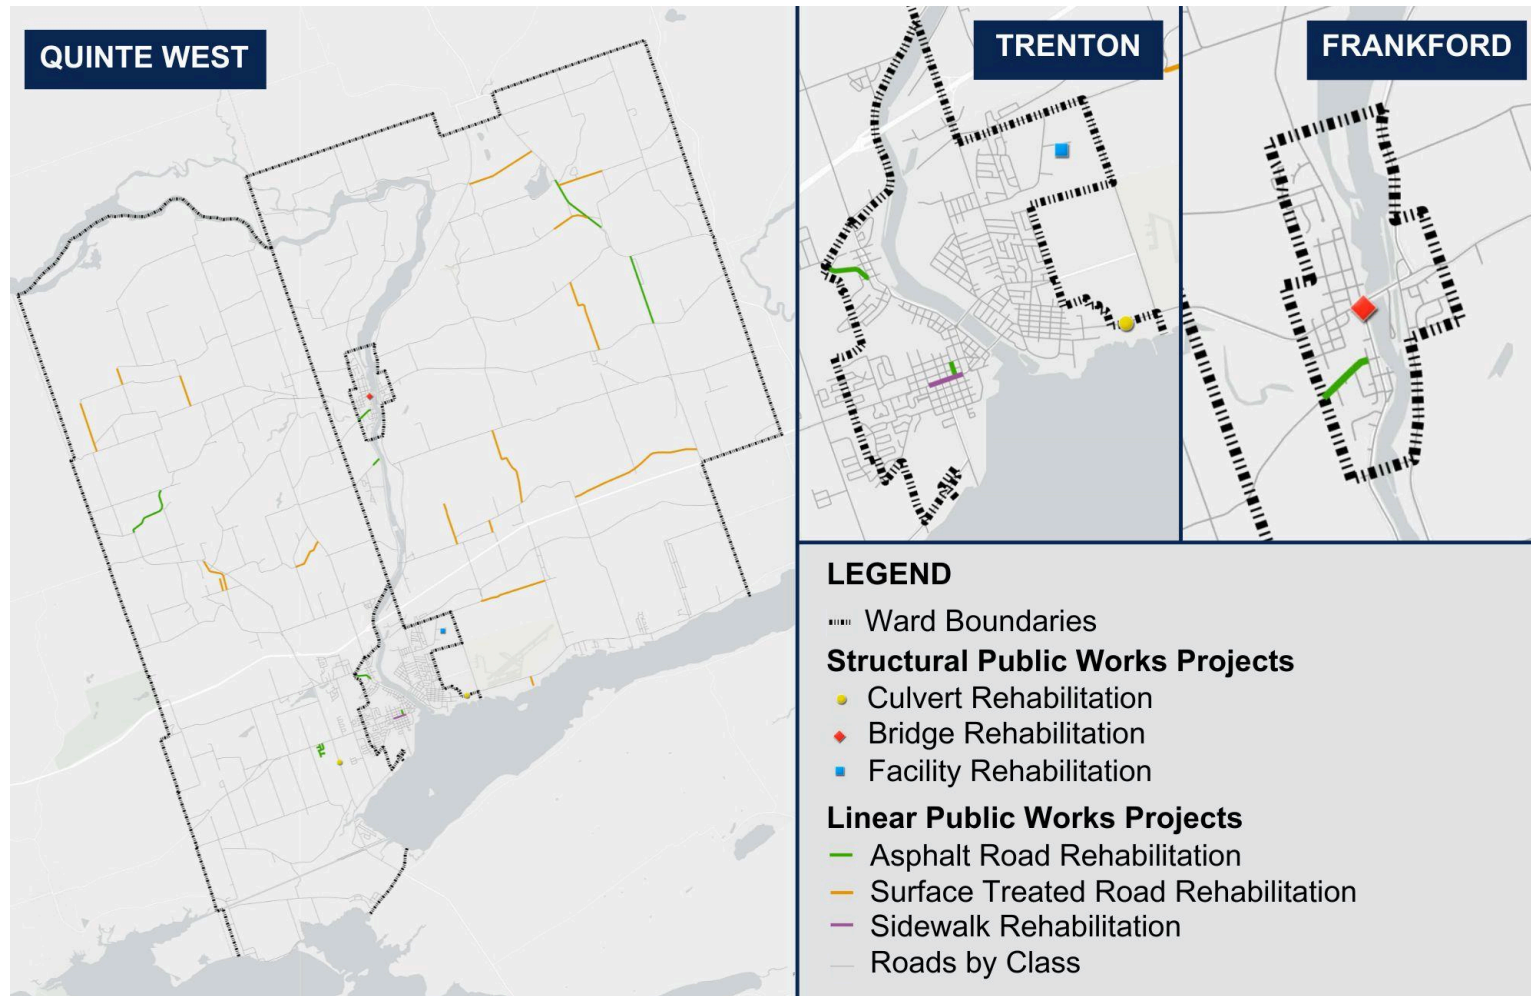 QUINTE WEST
TRENTON
FRANKFORD
LEGEND
Ward Boundaries
Structural Public Works Projects
Culvert Rehabilitation
Bridge Rehabilitation
Facility Rehabilitation
Linear Public Works Projects
Asphalt Road Rehabilitation
Surface Treated Road Rehabilitation
Sidewalk Rehabilitation
Roads by Class